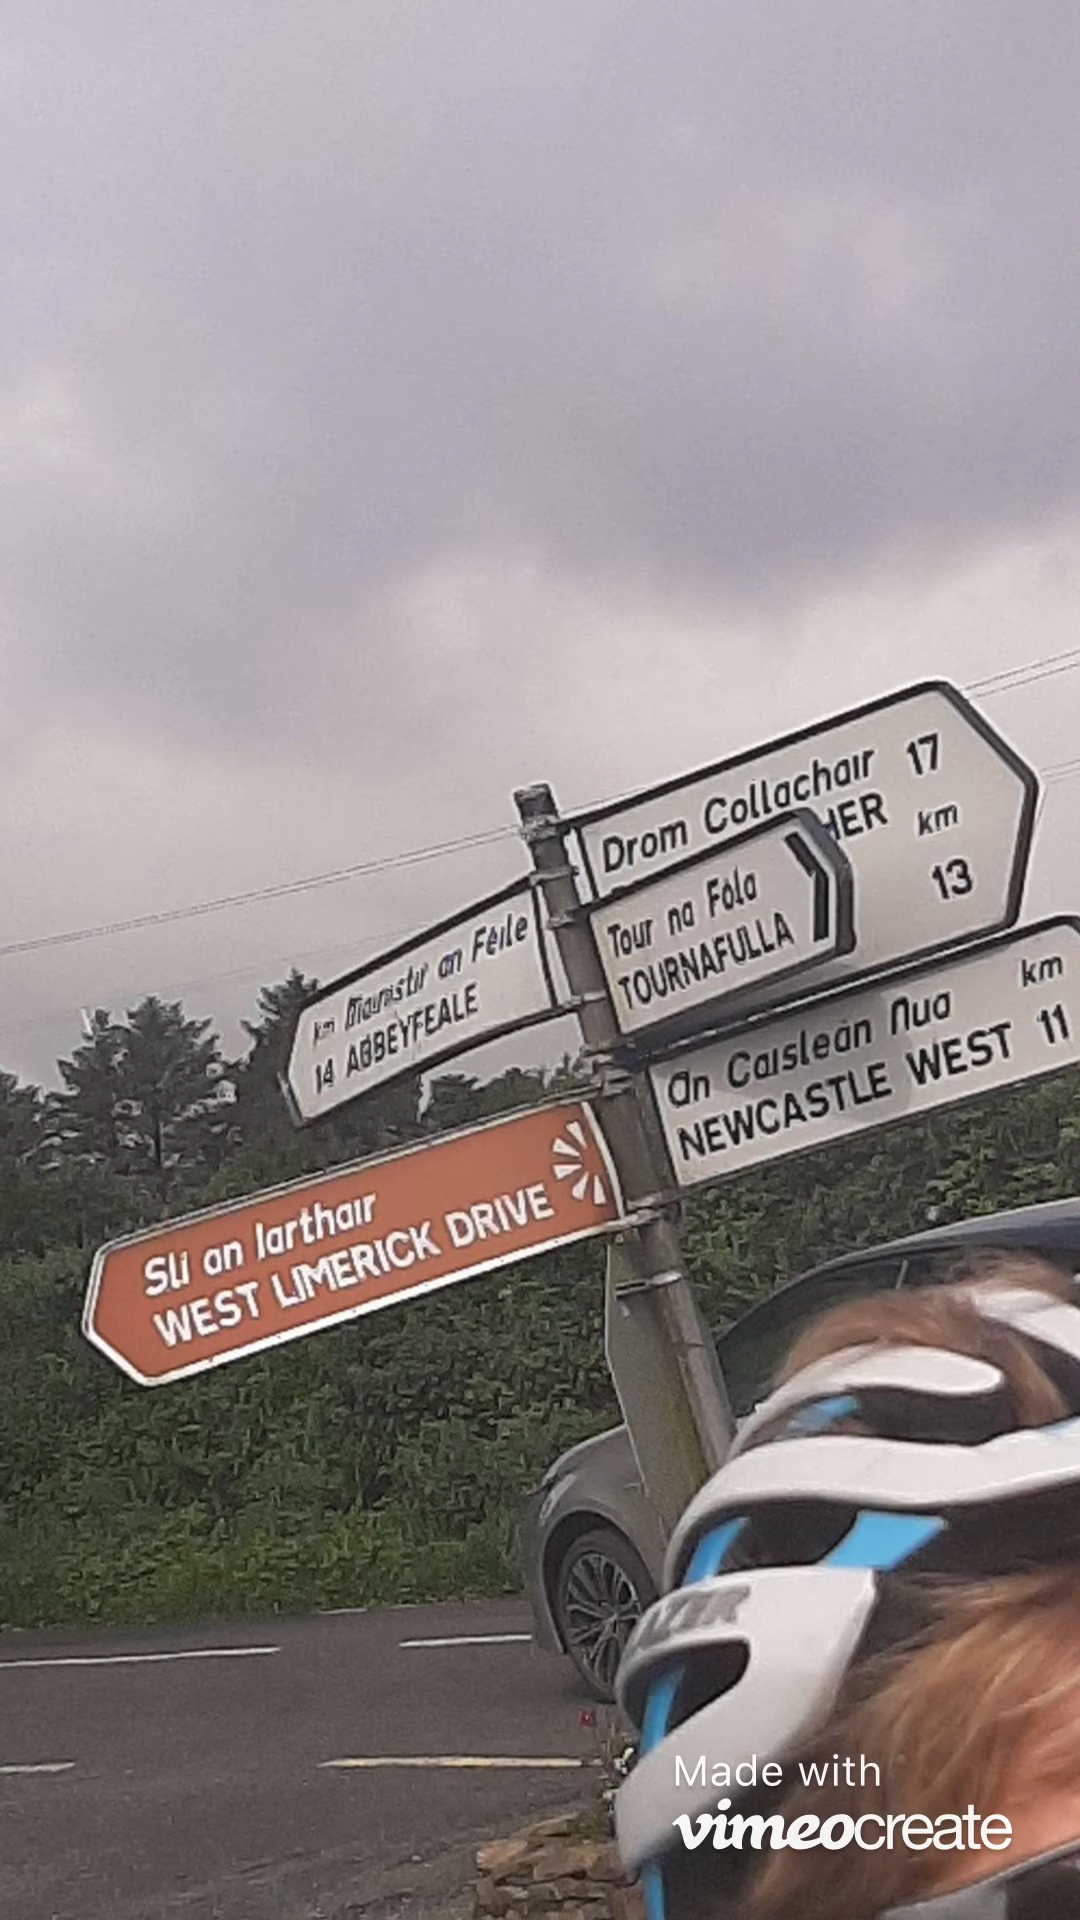 Drom Collachair 17
HER km
13
Tour na Fola
TOURNAFULLA
km Mainistir an Féile
14 ABBEYFEALE
An Caisleán Nua km
NEWCASTLE WEST 11
Slí an Iarthair
WEST LIMERICK DRIVE
Made with
vimeocreate